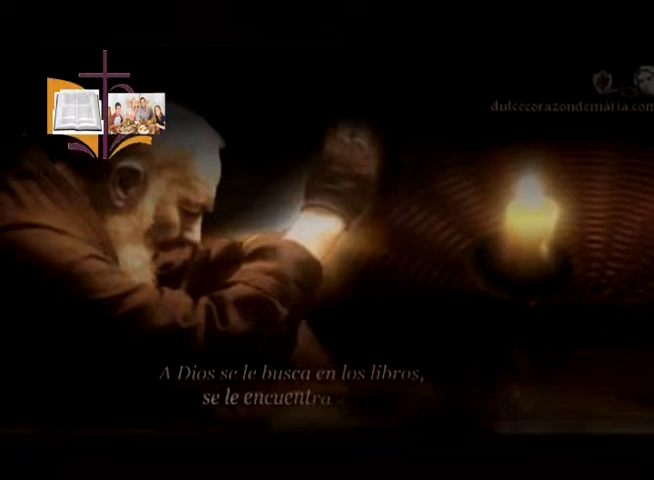 dulcecorazondemaria.com
A Dios se le busca en los libros,
se le encuentra